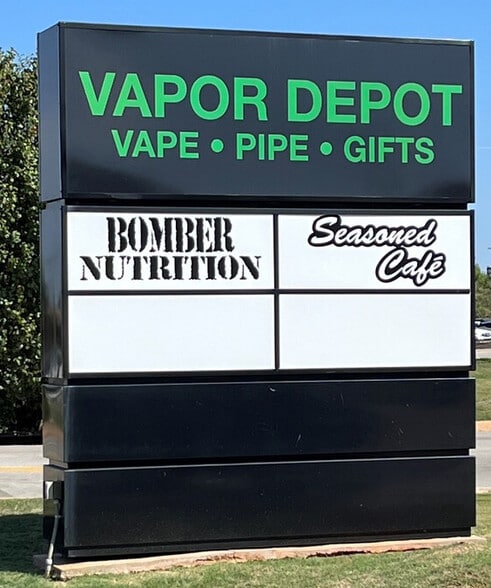 VAPOR DEPOT
VAPE • PIPE • GIFTS
BOMBER
NUTRITION
Seasoned
Café